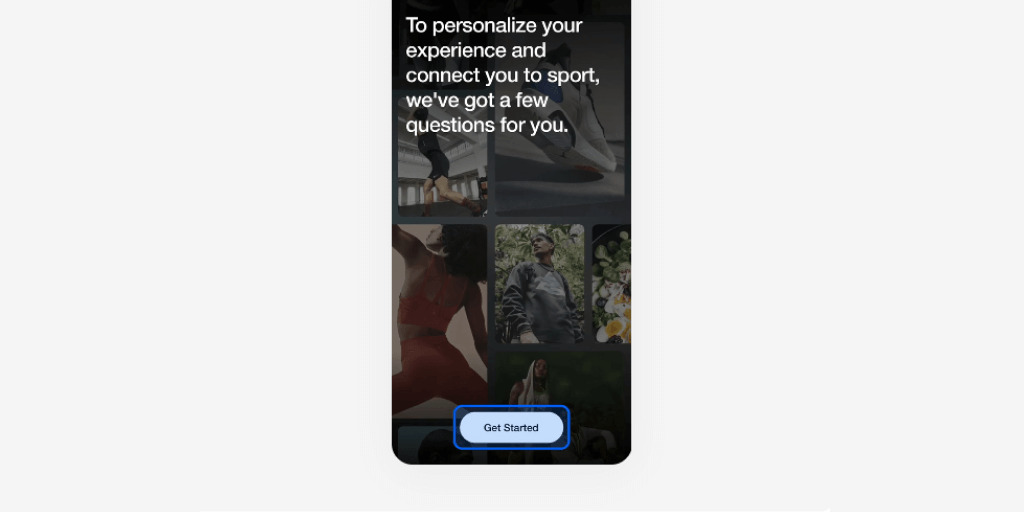 To personalize your
experience and
connect you to sport,
we've got a few
questions for you.
Get Started